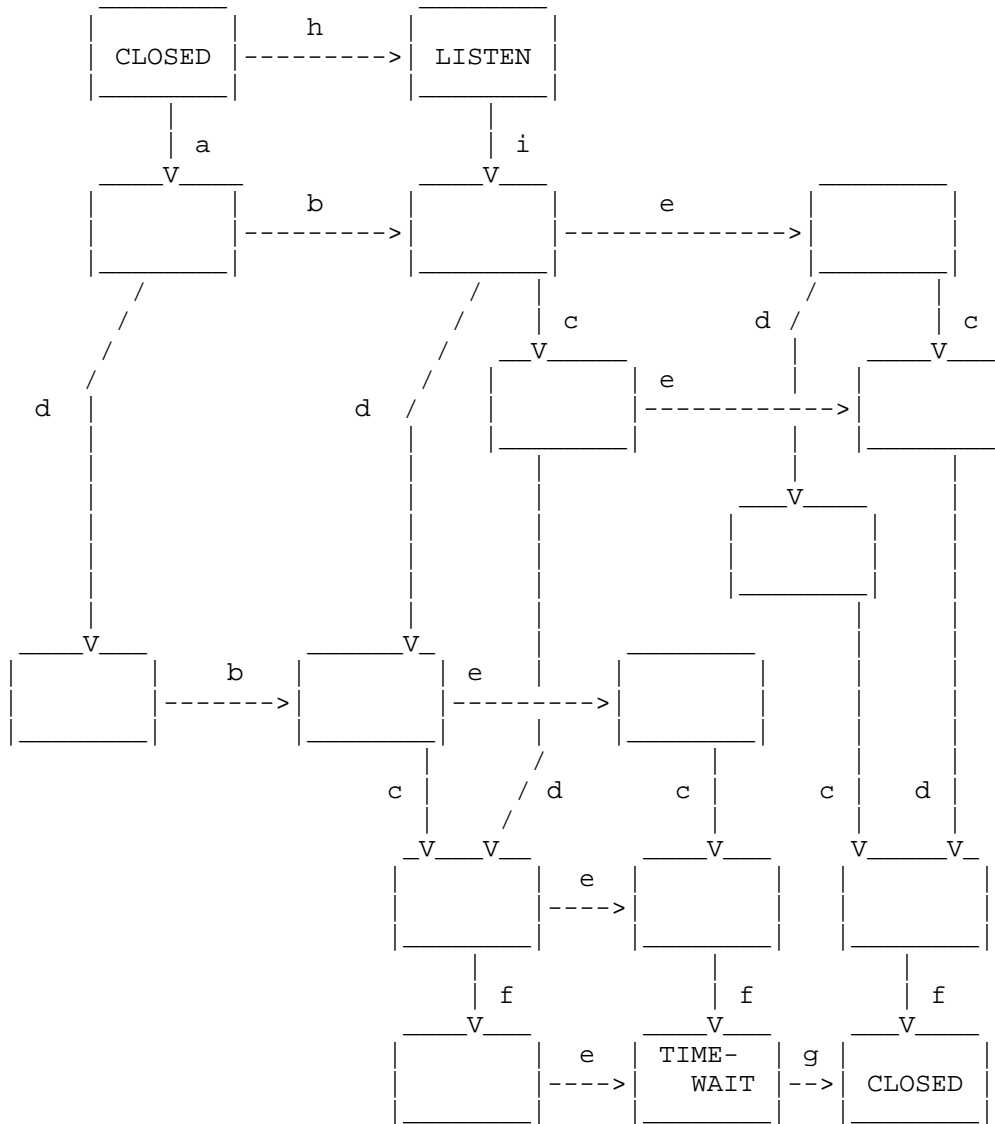 h
CLOSED LISTEN
a i
b e
d c c
e
d d
b e
c d c c d
e
f f f
TIME-
e WAIT g CLOSED